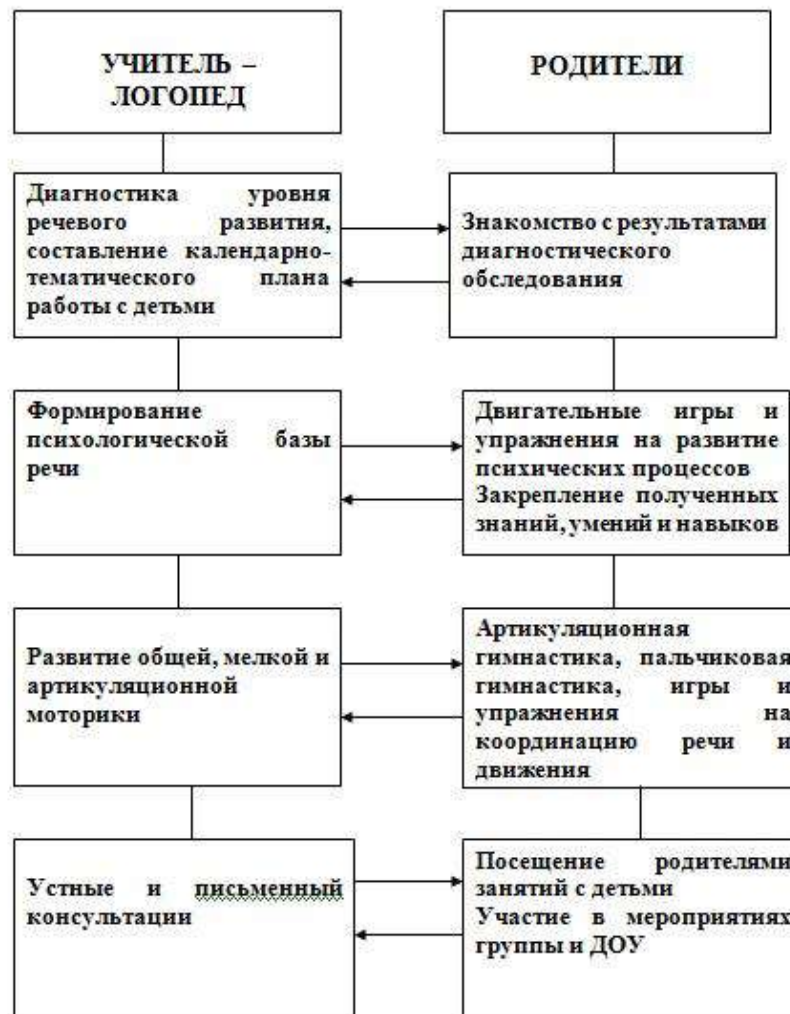 УЧИТЕЛЬ –
ЛОГОПЕД
РОДИТЕЛИ
Диагностика уровня
речевого развития,
составление календарно-
тематического плана
работы с детьми
Знакомство с результатами
диагностического
обследования
Формирование
психологической базы
речи
Двигательные игры и
упражнения на развитие
психических процессов
Закрепление полученных
знаний, умений и навыков
Развитие общей, мелкой и
артикуляционной
моторики
Артикуляционная
гимнастика, пальчиковая
гимнастика, игры и
упражнения на
координацию речи и
движения
Устные и письменный
консультации
Посещение родителями
занятий с детьми
Участие в мероприятиях
группы и ДОУ